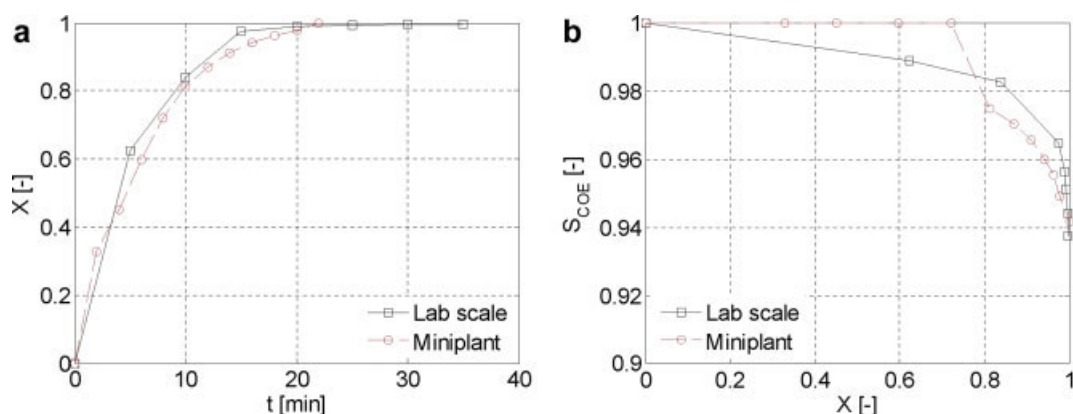 a
1
0.8
0.6
0.4
0.2
0
X [-]
0 10 20 30 40
t [min]
Lab scale
Miniplant
b
1
0.98
0.96
0.94
0.92
0.9
S_COE [-]
0 0.2 0.4 0.6 0.8 1
X [-]
Lab scale
Miniplant